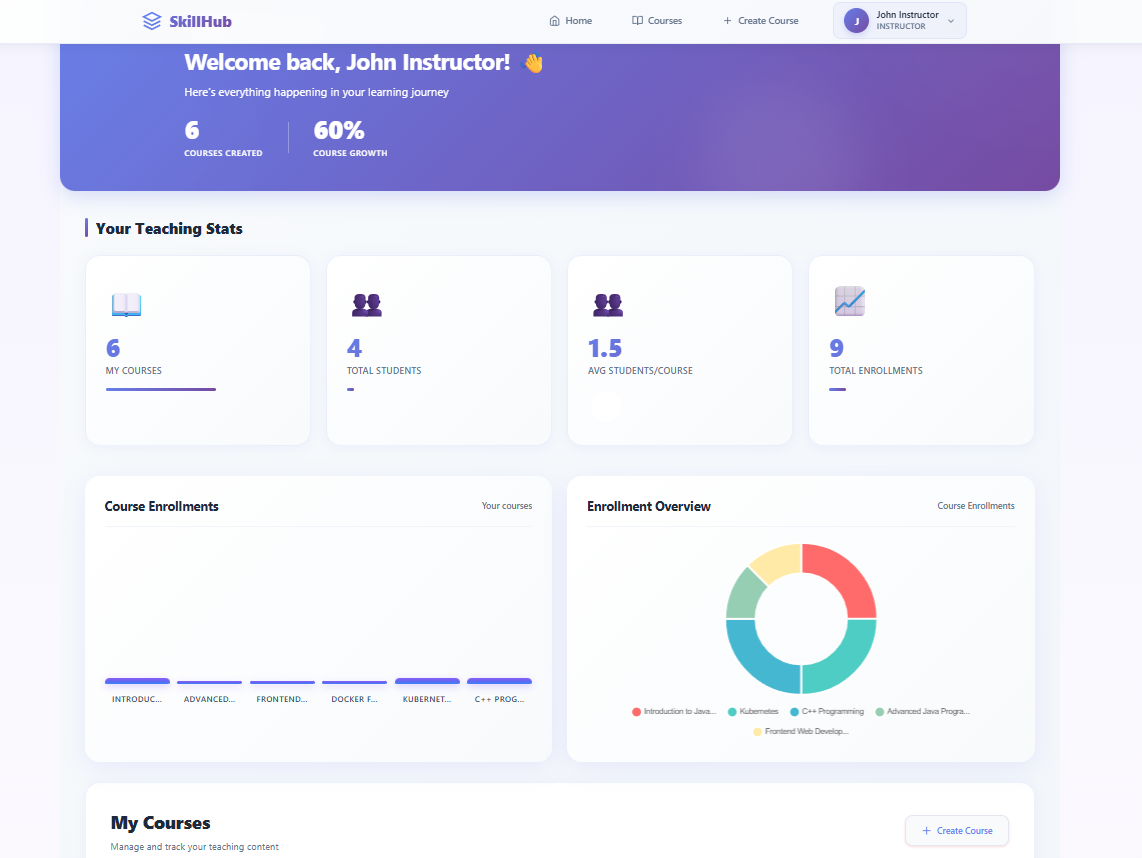 SkillHub
Home
Courses
+ Create Course
J
John Instructor
INSTRUCTOR
Welcome back, John Instructor! 👋
Here's everything happening in your learning journey
6
COURSES CREATED
60%
COURSE GROWTH
Your Teaching Stats
6
MY COURSES
4
TOTAL STUDENTS
1.5
AVG STUDENTS/COURSE
9
TOTAL ENROLLMENTS
Course Enrollments
Your courses
INTRODUC...
ADVANCED...
FRONTEND...
DOCKER F...
KUBERNET...
C++ PROG...
Enrollment Overview
Course Enrollments
Introduction to Java...
Kubernetes
C++ Programming
Advanced Java Progra...
Frontend Web Develop...
My Courses
Manage and track your teaching content
+ Create Course